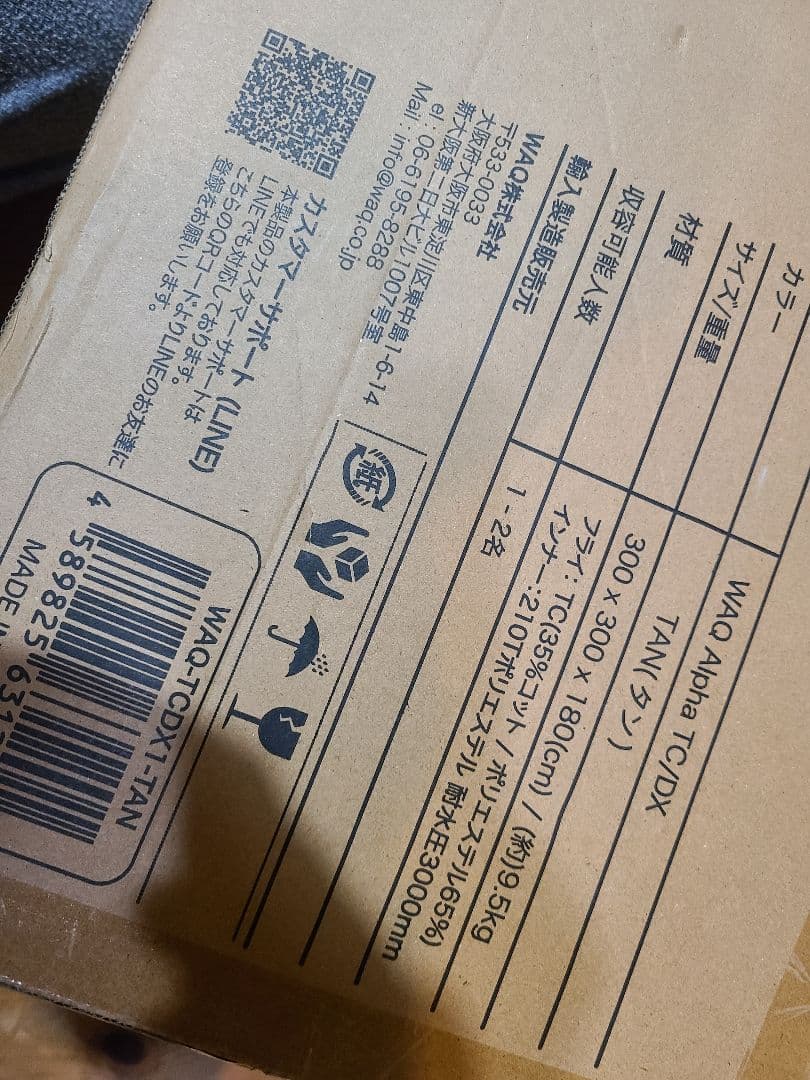 WAQ Alpha TC/DX
カラー
TAN(タン)
サイズ/重量
300 x 300 x 180(cm) / (約)9.5kg
材質
フライ：TC(35%コット / ポリエステル65%)
インナー:210Tポリエステル 耐水圧3000mm
収容可能人数
1 - 2名
輸入製造販売元
WAQ株式会社
〒533-0033
大阪府大阪市東淀川区東中島1-6-14
新大阪第一日大ビル1007号室
el : 06-6195-8288
Mail : info@waq.co.jp
紙
カスタマーサポート (LINE)
本製品のカスタマーサポートは
LINEでも対応しております。
こちらのQRコードよりLINEのお友達に
登録をお願いします。
WAQ-TCDX1-TAN
4 589825 631
MADE